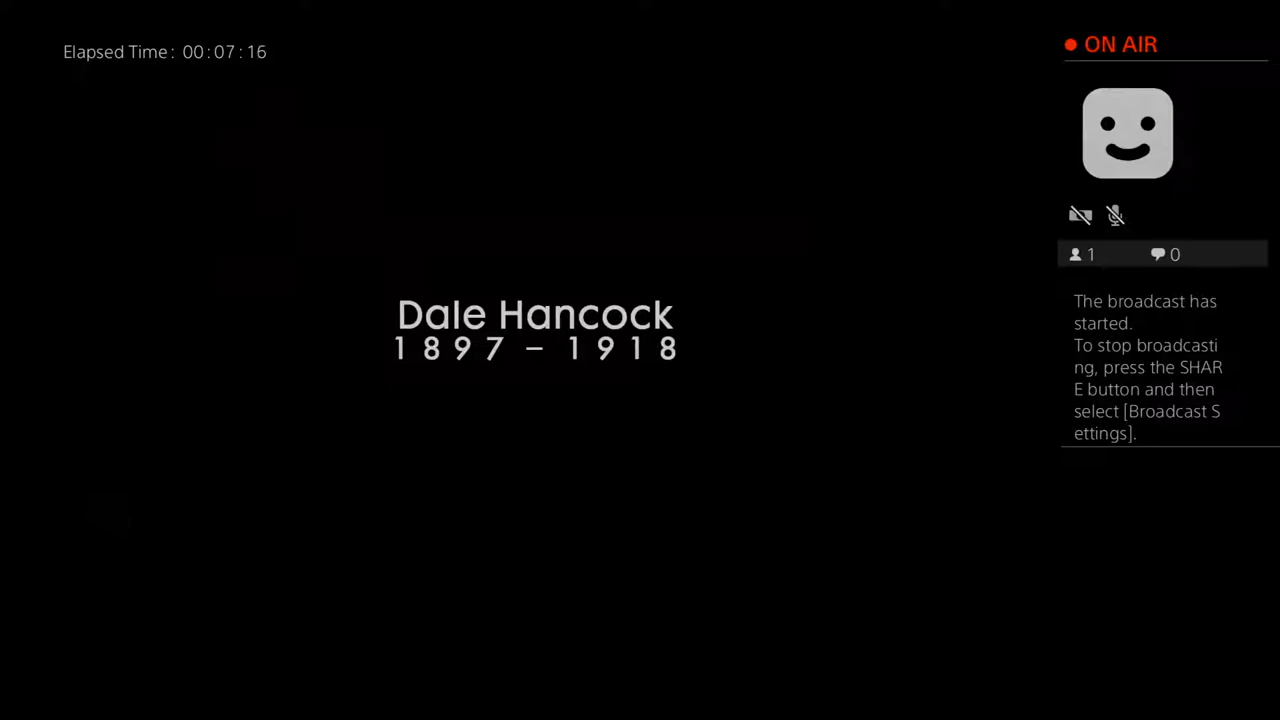 Elapsed Time: 00:07:16
ON AIR
1 0
Dale Hancock
1897 – 1918
The broadcast has
started.
To stop broadcasti
ng, press the SHAR
E button and then
select [Broadcast S
ettings].